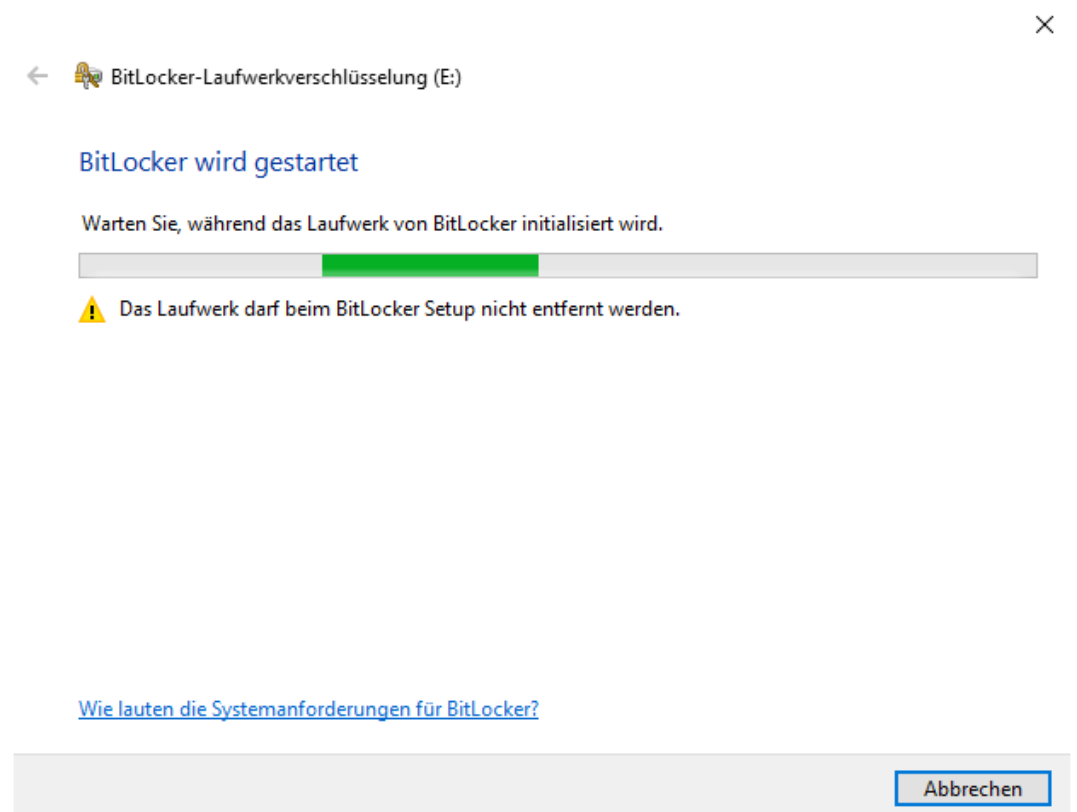 BitLocker-Laufwerkverschlüsselung (E:)
BitLocker wird gestartet
Warten Sie, während das Laufwerk von BitLocker initialisiert wird.
Das Laufwerk darf beim BitLocker Setup nicht entfernt werden.
Wie lauten die Systemanforderungen für BitLocker?
Abbrechen